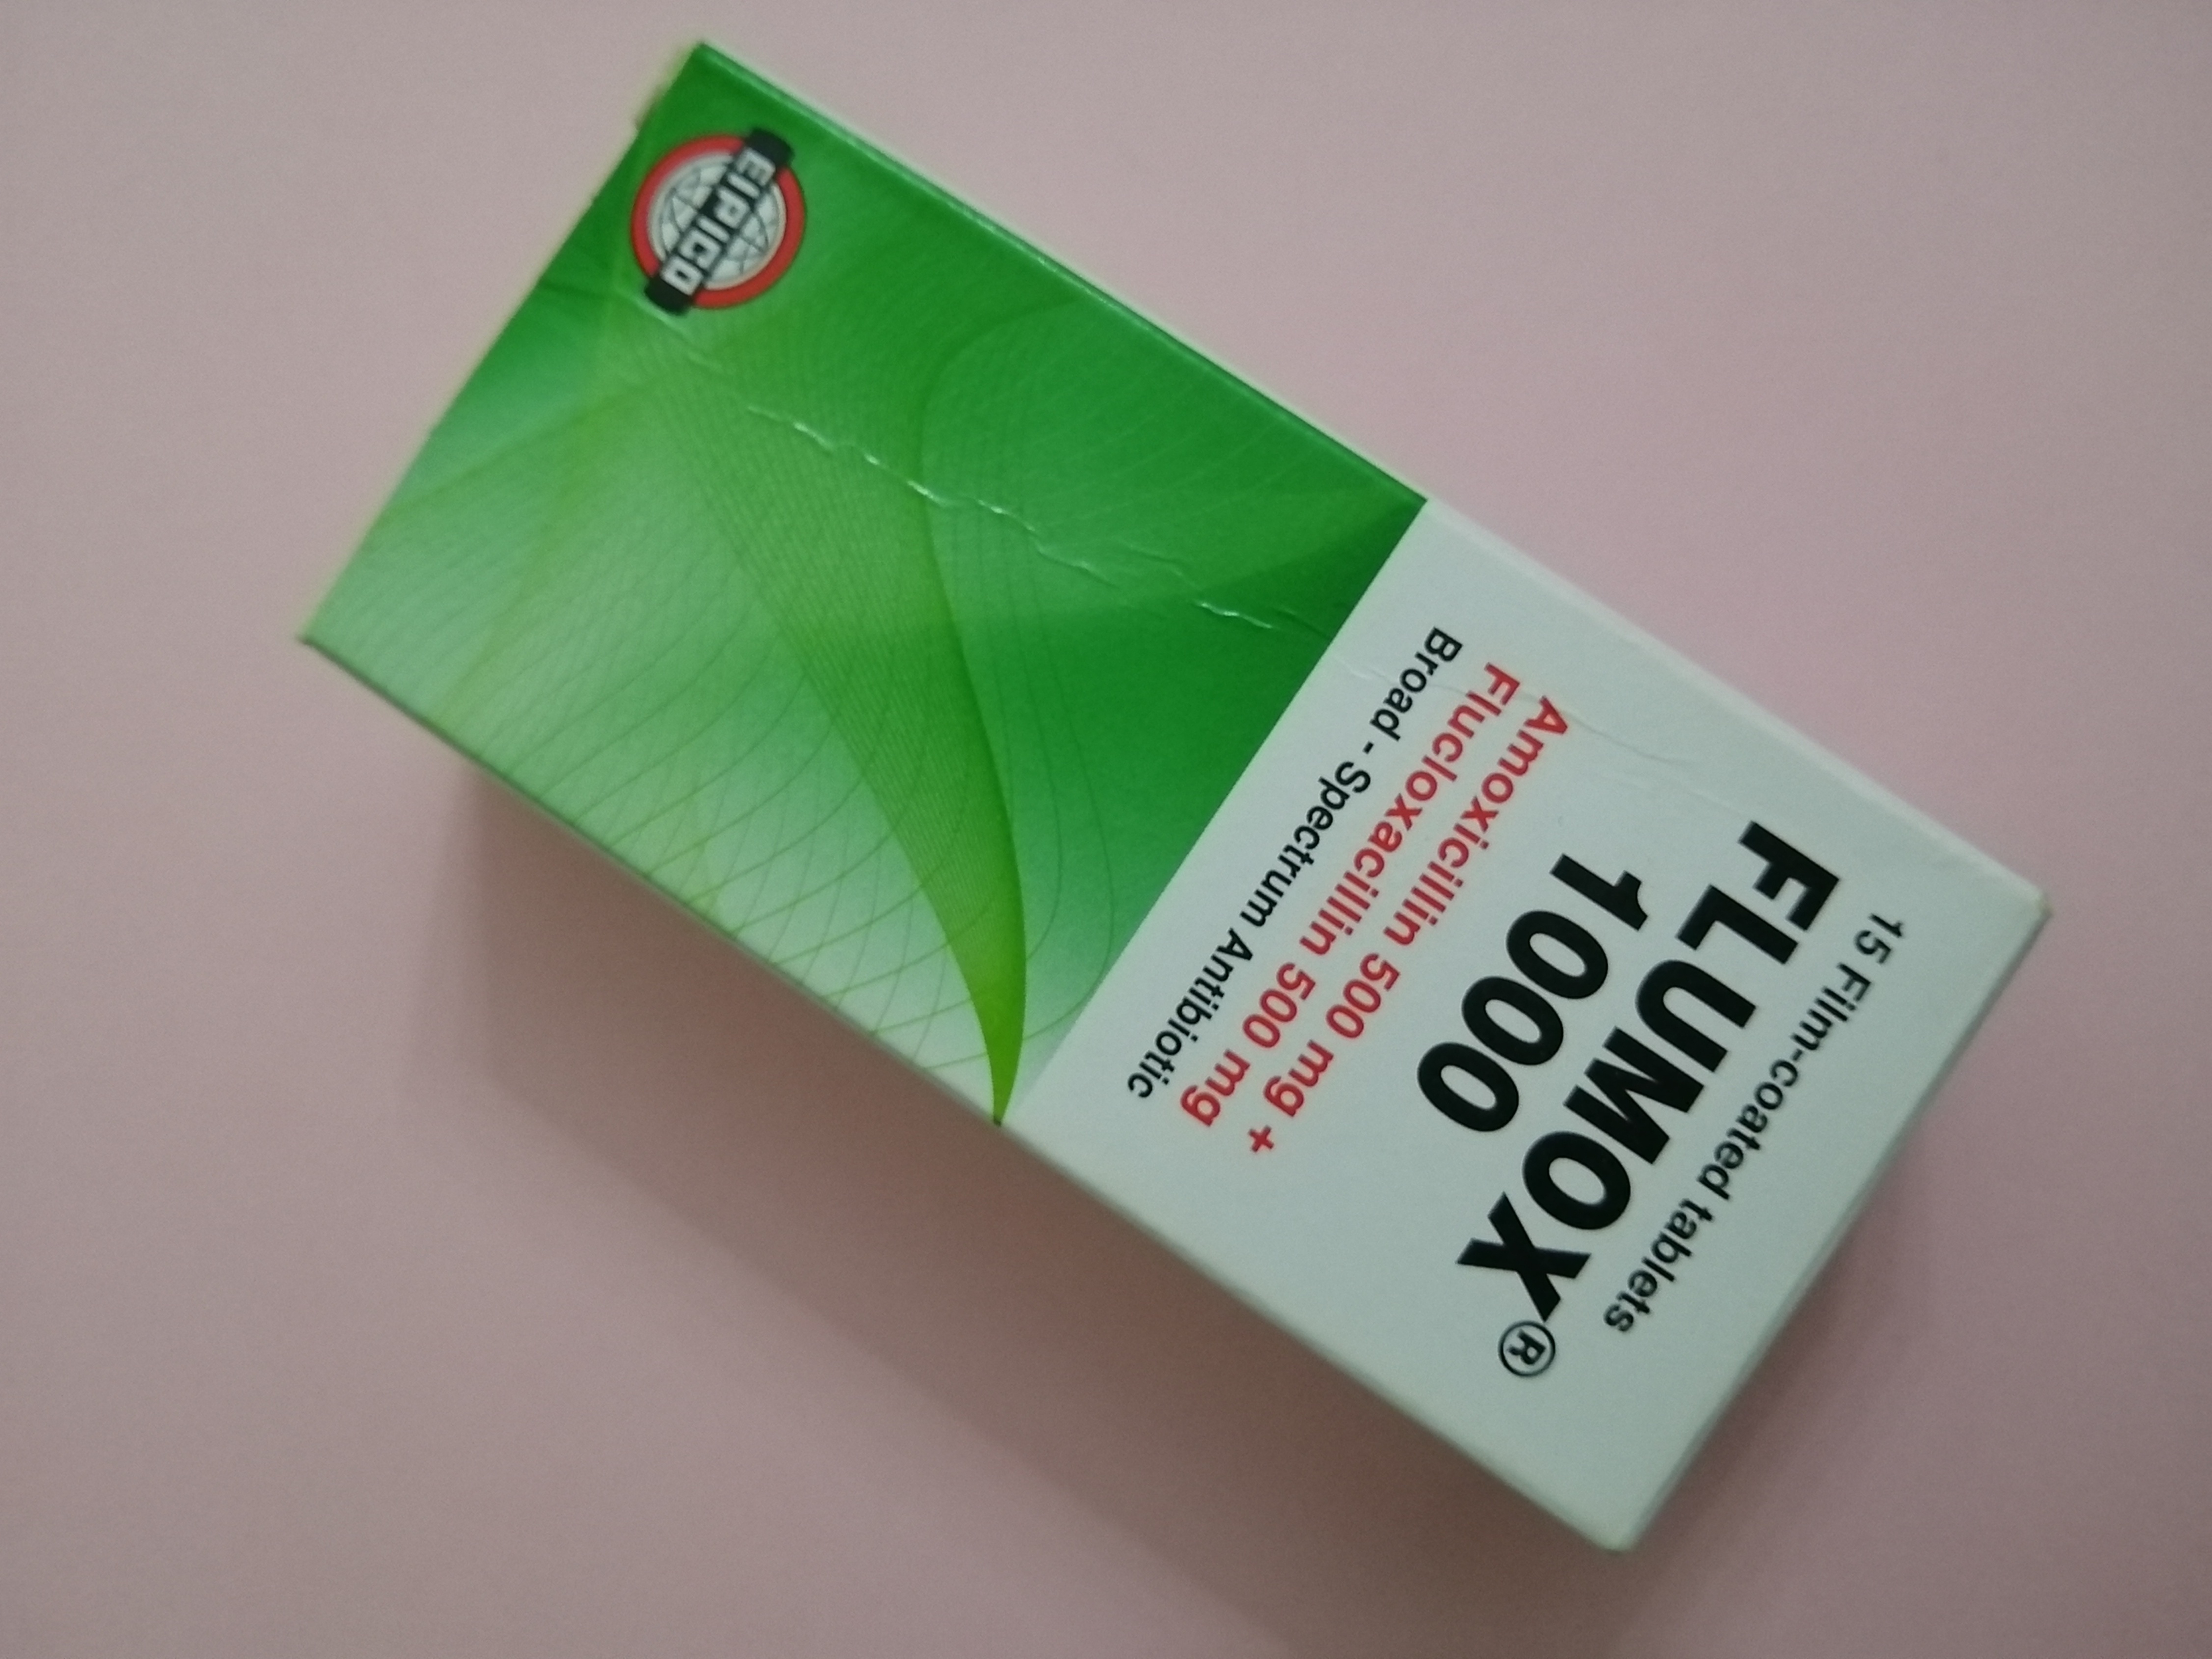 15 Film-coated tablets
FLUMOX®
1000
Amoxicillin 500 mg +
Flucloxacillin 500 mg
Broad - Spectrum Antibiotic
EIPICO